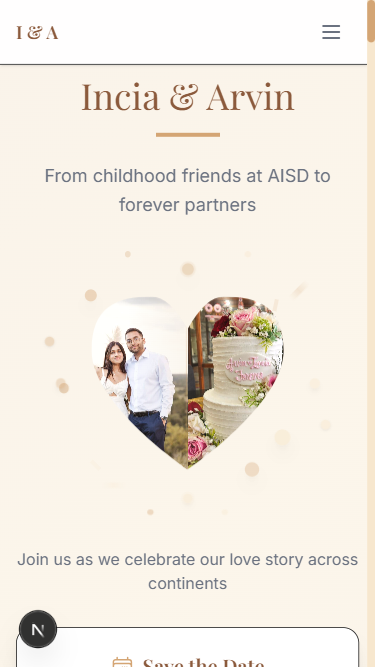 I & A
Incia & Arvin
From childhood friends at AISD to
forever partners
Join us as we celebrate our love story across
continents
N
Save the Date